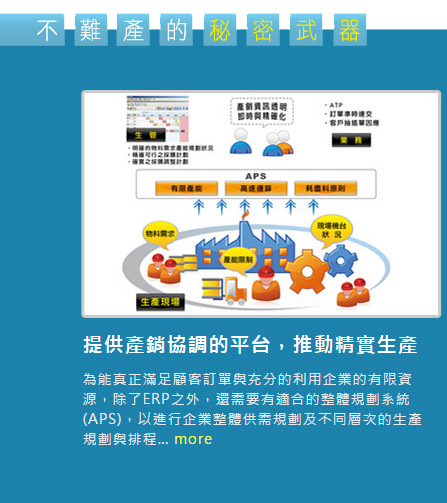 不難產的秘密武器
產銷資訊透明
即時與精確化
・ATP
・訂單準時達交
・客戶抽插單因應
生管
業務
・明確的物料需求產能規劃狀況
・精確可行之採購計劃
・確實之採購調整計劃
APS
有限產能
高速運算
耗盡料原則
物料需求
現場機台
狀況
產能限制
生產現場
提供產銷協調的平台，推動精實生產
為能真正滿足顧客訂單與充分的利用企業的有限資
源，除了ERP之外，還需要有適合的整體規劃系統
(APS)，以進行企業整體供需規劃及不同層次的生產
規劃與排程... more